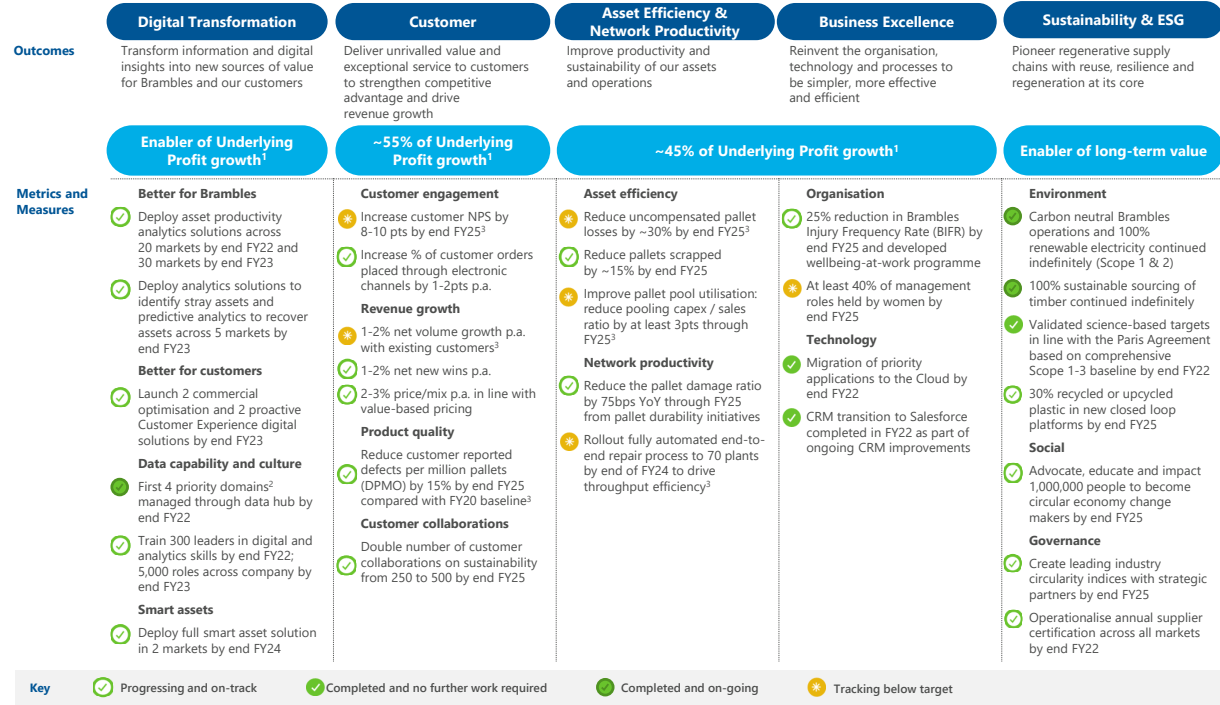 Digital Transformation
Customer
Asset Efficiency &
Network Productivity
Business Excellence
Sustainability & ESG
Outcomes
Transform information and digital
insights into new sources of value
for Brambles and our customers
Deliver unrivalled value and
exceptional service to customers
to strengthen competitive
advantage and drive
revenue growth
Improve productivity and
sustainability of our assets
and operations
Reinvent the organisation,
technology and processes to
be simpler, more effective
and efficient
Pioneer regenerative supply
chains with reuse, resilience and
regeneration at its core
Enabler of Underlying
Profit growth¹
~55% of Underlying
Profit growth¹
~45% of Underlying Profit growth¹
Enabler of long-term value
Metrics and
Measures
Better for Brambles
Deploy asset productivity
analytics solutions across
20 markets by end FY22 and
30 markets by end FY23
Deploy analytics solutions to
identify stray assets and
predictive analytics to recover
assets across 5 markets by
end FY23
Better for customers
Launch 2 commercial
optimisation and 2 proactive
Customer Experience digital
solutions by end FY23
Data capability and culture
First 4 priority domains²
managed through data hub by
end FY22
Train 300 leaders in digital and
analytics skills by end FY22;
5,000 roles across company by
end FY23
Smart assets
Deploy full smart asset solution
in 2 markets by end FY24
Customer engagement
Increase customer NPS by
8-10 pts by end FY25³
Increase % of customer orders
placed through electronic
channels by 1-2pts p.a.
Revenue growth
1-2% net volume growth p.a.
with existing customers³
1-2% net new wins p.a.
2-3% price/mix p.a. in line with
value-based pricing
Product quality
Reduce customer reported
defects per million pallets
(DPMO) by 15% by end FY25
compared with FY20 baseline³
Customer collaborations
Double number of customer
collaborations on sustainability
from 250 to 500 by end FY25
Asset efficiency
Reduce uncompensated pallet
losses by ~30% by end FY25³
Reduce pallets scrapped
by ~15% by end FY25
Improve pallet pool utilisation:
reduce pooling capex / sales
ratio by at least 3pts through
FY25³
Network productivity
Reduce the pallet damage ratio
by 75bps YoY through FY25
from pallet durability initiatives
Rollout fully automated end-to-
end repair process to 70 plants
by end of FY24 to drive
throughput efficiency³
Organisation
25% reduction in Brambles
Injury Frequency Rate (BIFR) by
end FY25 and developed
wellbeing-at-work programme
At least 40% of management
roles held by women by
end FY25
Technology
Migration of priority
applications to the Cloud by
FY22
CRM transition to Salesforce
completed in FY22 as part of
ongoing CRM improvements
Environment
Carbon neutral Brambles
operations and 100%
renewable electricity continued
indefinitely (Scope 1 & 2)
100% sustainable sourcing of
timber continued indefinitely
Validated science-based targets
in line with the Paris Agreement
based on comprehensive
Scope 1-3 baseline by end FY22
30% recycled or upcycled
plastic in new closed loop
platforms by end FY25
Social
Advocate, educate and impact
1,000,000 people to become
circular economy change
makers by end FY25
Governance
Create leading industry
circularity indices with strategic
partners by end FY25
Operationalise annual supplier
certification across all markets
by end FY22
Key
Progressing and on-track
Completed and no further work required
Completed and on-going
Tracking below target